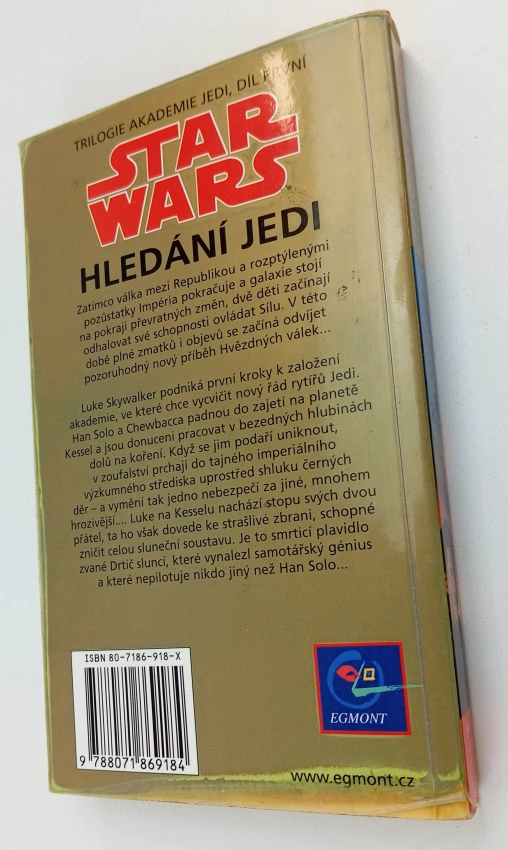 TRILOGIE AKADEMIE JEDI, DÍL PRVNÍ
STAR
WARS
HLEDÁNÍ JEDI
Zatímco válka mezi Republikou a rozptýlenými
pozůstatky Impéria pokračuje a galaxie stojí
na pokraji převratných změn, dvě děti začínají
odhalovat své schopnosti ovládat Sílu. V této
době plné zmatků i objevů se začíná odvíjet
pozoruhodný nový příběh Hvězdných válek...
Luke Skywalker podniká první kroky k založení
akademie, ve které chce vycvičit nový řád rytířů Jedi.
Han Solo a Chewbacca padnou do zajetí na planetě
Kessel a jsou donuceni pracovat v bezedných hlubinách
dolů na koření. Když se jim podaří uniknout,
v zoufalství prchají do tajného imperiálního
výzkumného střediska uprostřed shluku černých
děr – a vymění tak jedno nebezpečí za jiné, mnohem
hrozivější.... Luke na Kesselu nachází stopu svých dvou
přátel, ta ho však dovede ke strašlivé zbrani, schopné
zničit celou sluneční soustavu. Je to smrticí plavidlo
zvané Drtič sluncí, které vynalezl samotářský génius
a které nepilotuje nikdo jiný než Han Solo...
ISBN 80-7186-918-X
9 788071 869184
EGMONT
www.egmont.cz